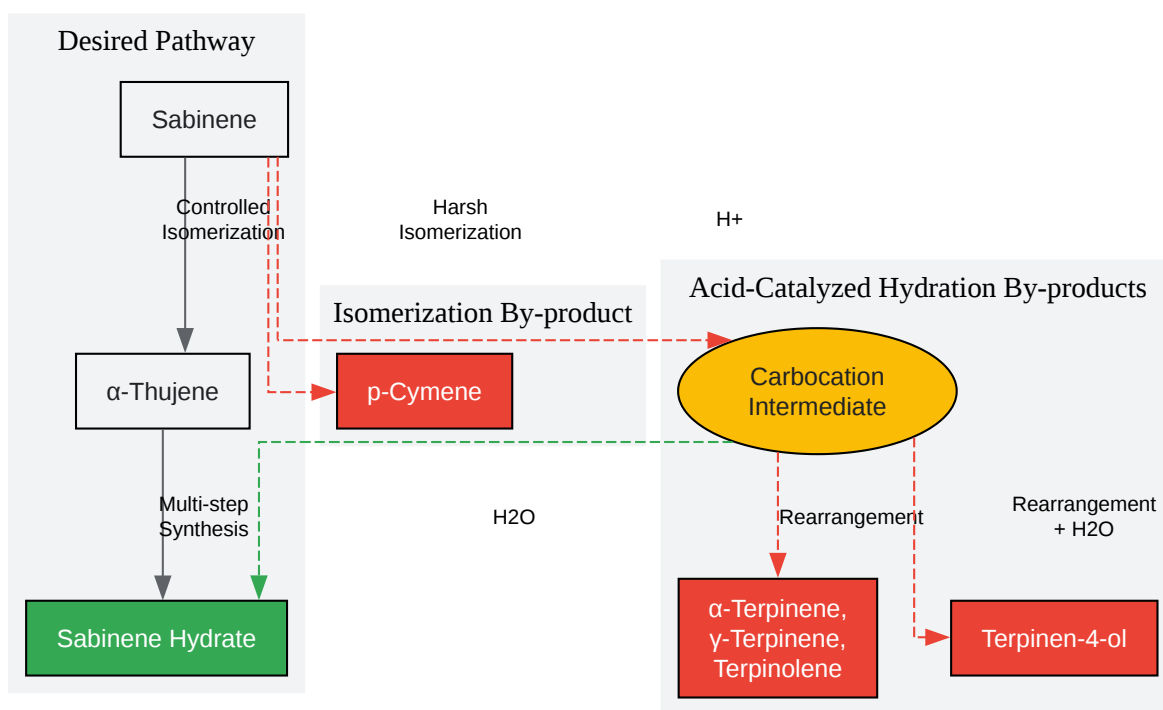 Desired Pathway
Sabinene
Controlled
Isomerization
Harsh
Isomerization
H+
Isomerization By-product
Acid-Catalyzed Hydration By-products
α-Thujene
p-Cymene
Carbocation
Intermediate
Multi-step
Synthesis
H2O
Rearrangement
Rearrangement
+ H2O
Sabinene Hydrate
α-Terpinene,
γ-Terpinene,
Terpinolene
Terpinen-4-ol